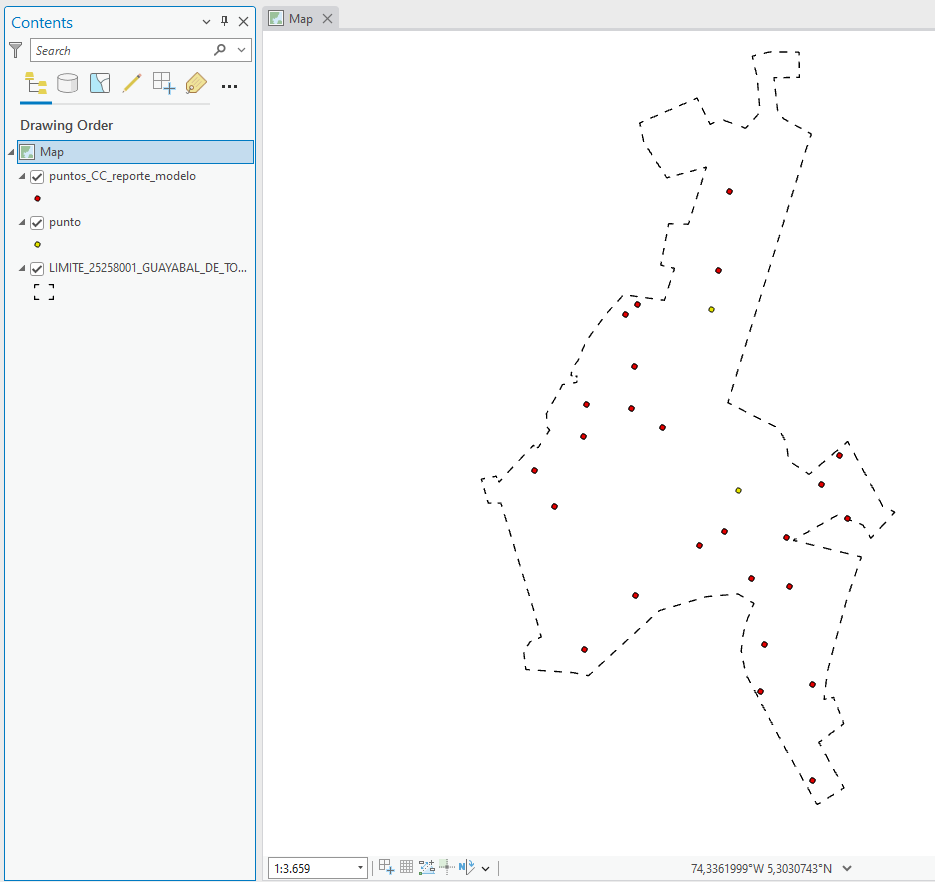 Contents
Map
Search
Drawing Order
Map
puntos_CC_reporte_modelo
punto
LIMITE_25258001_GUAYABAL_DE_TO...
1:3.659
N
74,3361999°W 5,3030743°N